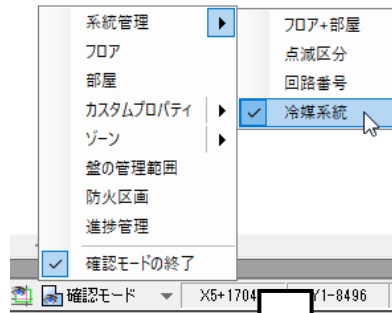 系統管理
フロア
部屋
カスタムプロパティ
ゾーン
盤の管理範囲
防火区画
進捗管理
確認モードの終了
フロア+部屋
点滅区分
回路番号
冷媒系統
確認モード
X5+1704
Y1-8496